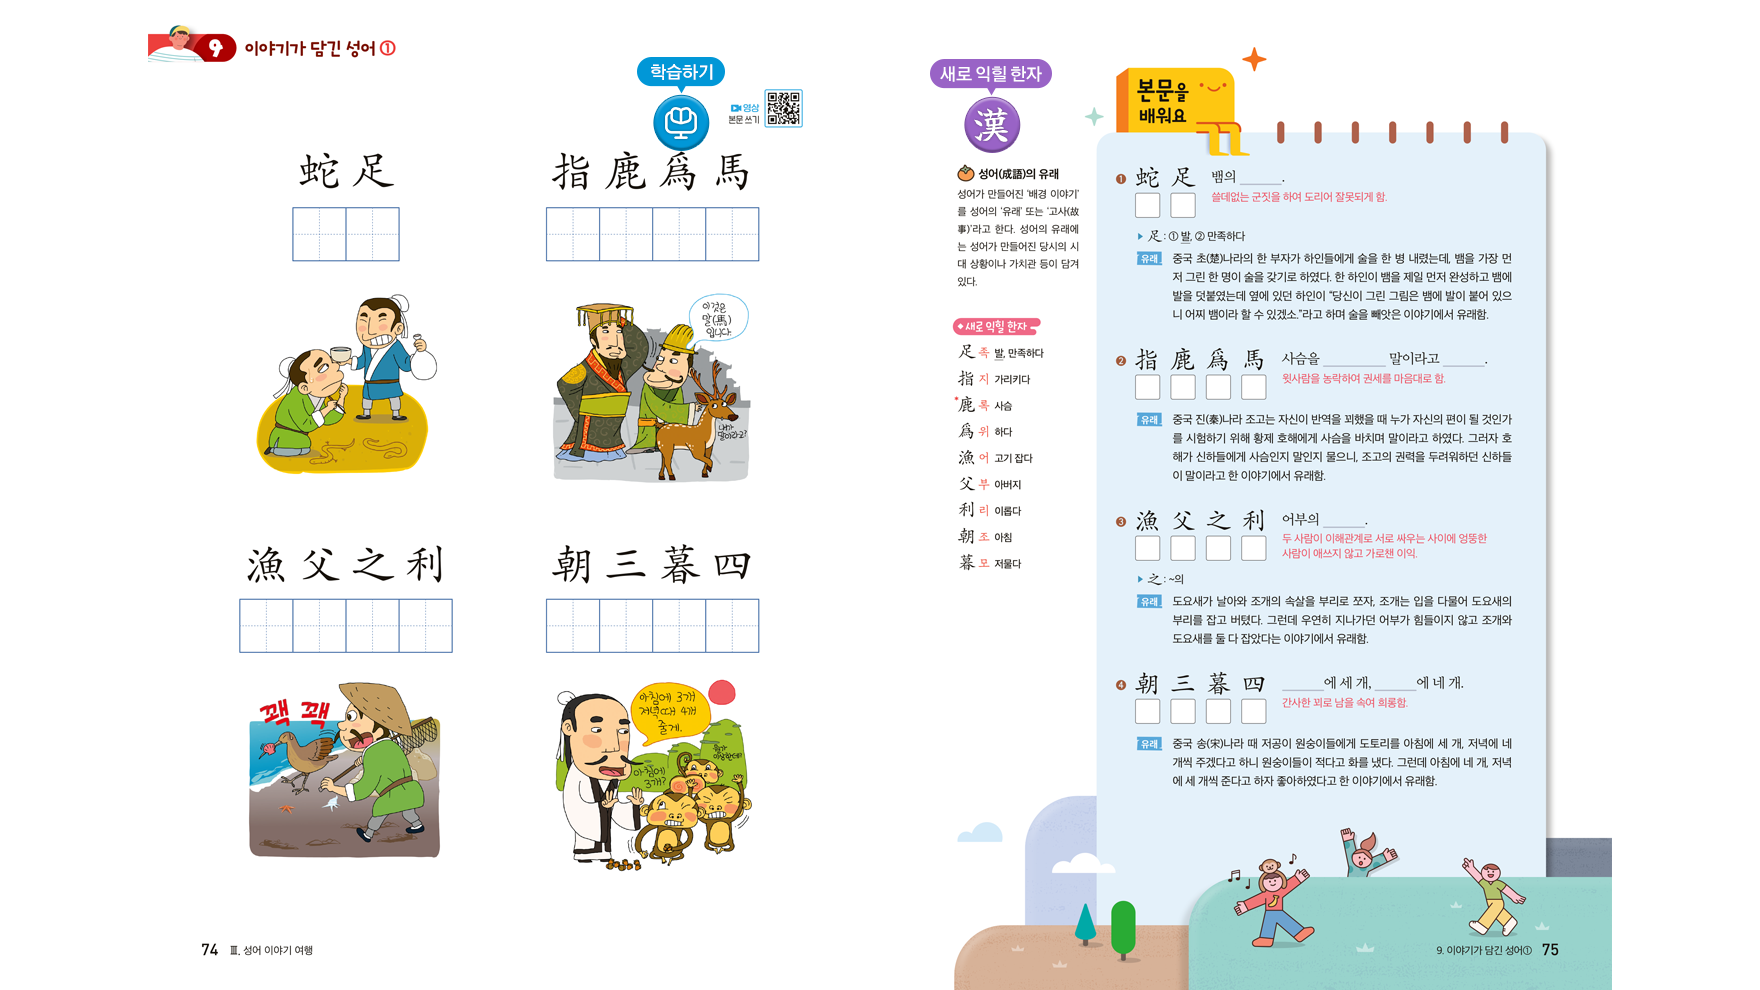 9 이야기가 담긴 성어 ①
학습하기
영상
본문 쓰기
蛇足
指鹿爲馬
이것은
말(馬)
입니다.
내가
말이라고?
漁父之利
朝三暮四
꽥 꽥
아침에 3개
저녁때 4개
줄게.
아침에
3개?
뭔가
이상한데?
74 Ⅲ. 성어 이야기 여행
새로 익힐 한자
漢
성어(成語)의 유래
성어가 만들어진 ‘배경 이야기’
를 성어의 ‘유래’ 또는 ‘고사(故
事)’라고 한다. 성어의 유래에
는 성어가 만들어진 당시의 시
대 상황이나 가치관 등이 담겨
있다.
새로 익힐 한자
足 족 발, 만족하다
指 지 가리키다
*鹿 록 사슴
爲 위 하다
漁 어 고기 잡다
父 부 아버지
利 리 이롭다
朝 조 아침
暮 모 저물다
본문을
배워요
❶ 蛇足 뱀의 ______.
쓸데없는 군짓을 하여 도리어 잘못되게 함.
▶ 足 : ① 발, ② 만족하다
유래 중국 초(楚)나라의 한 부자가 하인들에게 술을 한 병 내렸는데, 뱀을 가장 먼
저 그린 한 명이 술을 갖기로 하였다. 한 하인이 뱀을 제일 먼저 완성하고 뱀에
발을 덧붙였는데 옆에 있던 하인이 “당신이 그린 그림은 뱀에 발이 붙어 있으
니 어찌 뱀이라 할 수 있겠소.”라고 하며 술을 빼앗은 이야기에서 유래함.
❷ 指鹿爲馬 사슴을 _________ 말이라고 ______.
윗사람을 농락하여 권세를 마음대로 함.
유래 중국 진(秦)나라 조고는 자신이 반역을 꾀했을 때 누가 자신의 편이 될 것인가
를 시험하기 위해 황제 호해에게 사슴을 바치며 말이라고 하였다. 그러자 호
해가 신하들에게 사슴인지 말인지 물으니, 조고의 권력을 두려워하던 신하들
이 말이라고 한 이야기에서 유래함.
❸ 漁父之利 어부의 ______.
두 사람이 이해관계로 서로 싸우는 사이에 엉뚱한
사람이 애쓰지 않고 가로챈 이익.
▶ 之 : ~의
유래 도요새가 날아와 조개의 속살을 부리로 쪼자, 조개는 입을 다물어 도요새의
부리를 잡고 버텼다. 그런데 우연히 지나가던 어부가 힘들이지 않고 조개와
도요새를 둘 다 잡았다는 이야기에서 유래함.
❹ 朝三暮四 ______에 세 개, ______에 네 개.
간사한 꾀로 남을 속여 희롱함.
유래 중국 송(宋)나라 때 저공이 원숭이들에게 도토리를 아침에 세 개, 저녁에 네
개씩 주겠다고 하니 원숭이들이 적다고 화를 냈다. 그런데 아침에 네 개, 저녁
에 세 개씩 준다고 하자 좋아하였다고 한 이야기에서 유래함.
9. 이야기가 담긴 성어① 75